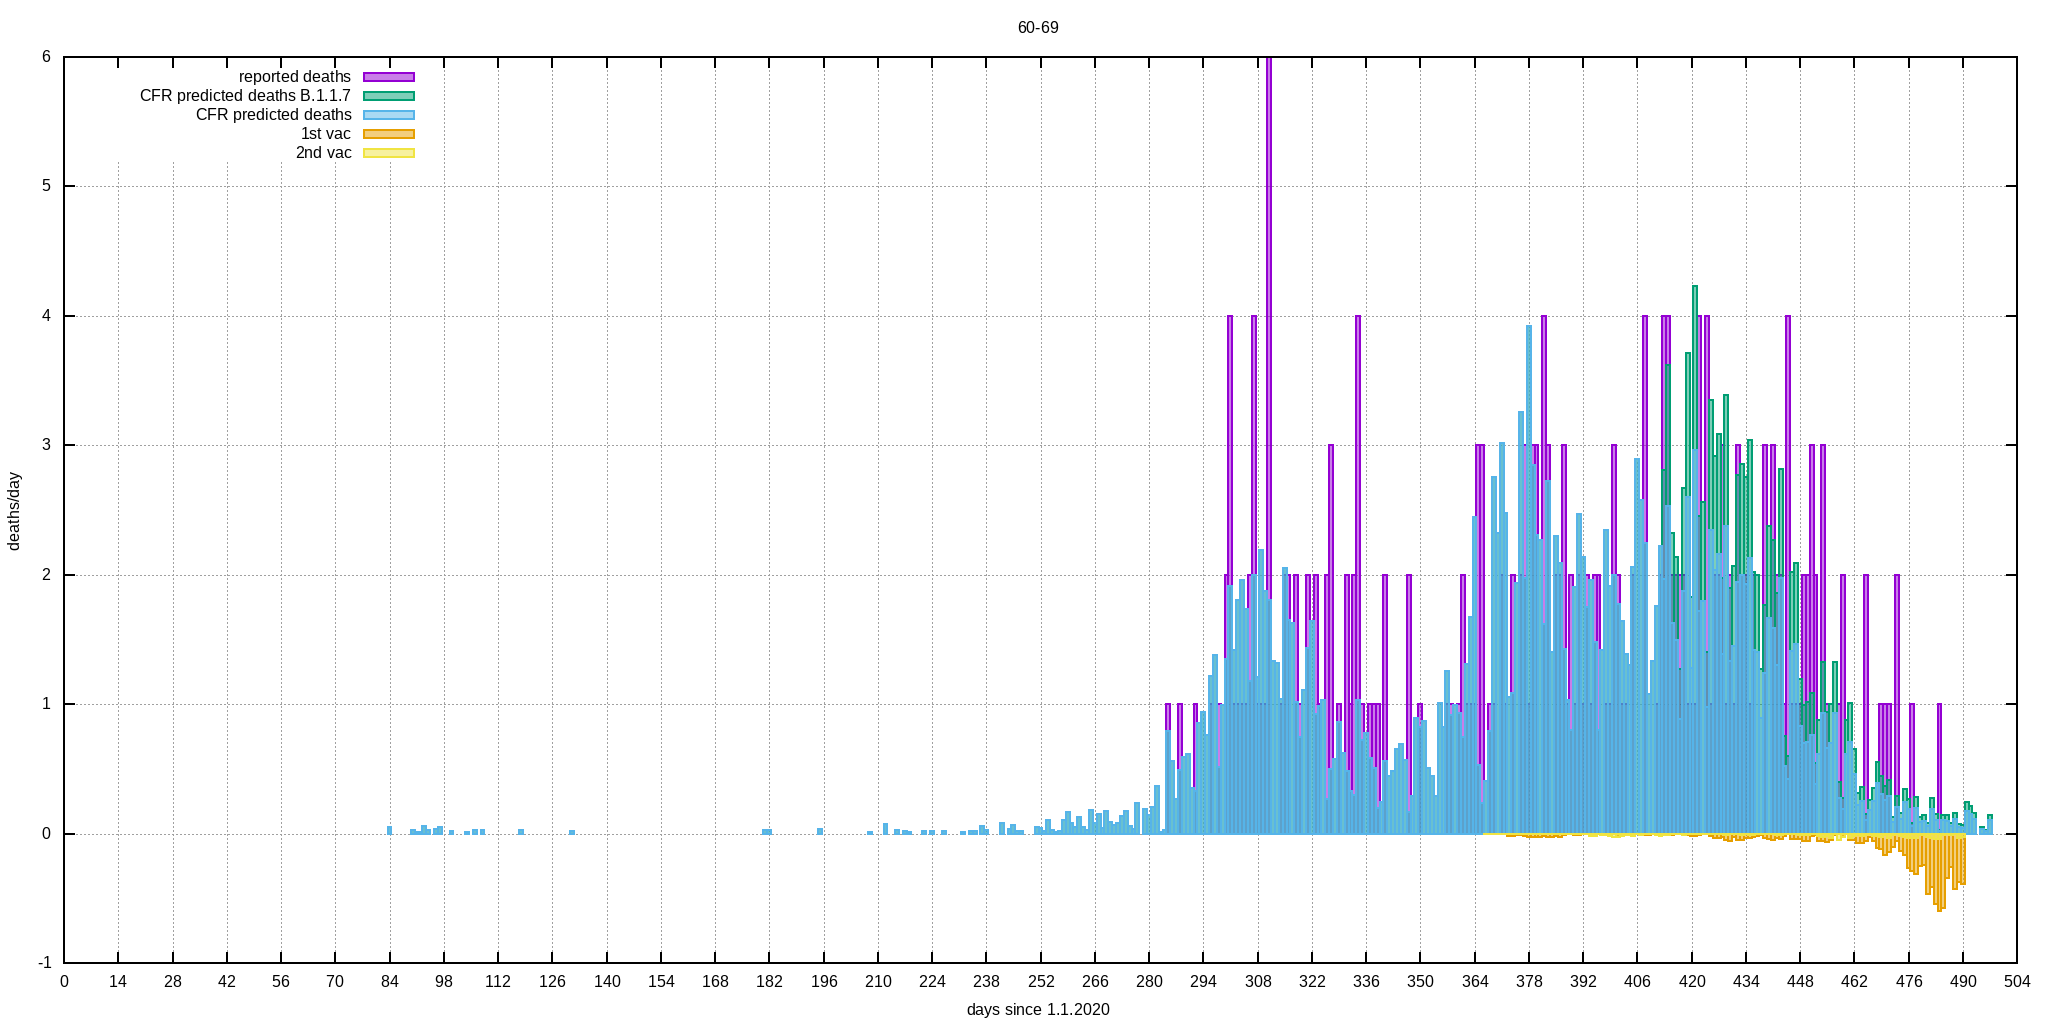 60-69
reported deaths
CFR predicted deaths B.1.1.7
CFR predicted deaths
1st vac
2nd vac
6
5
4
3
2
1
0
-1
deaths/day
0 14 28 42 56 70 84 98 112 126 140 154 168 182 196 210 224 238 252 266 280 294 308 322 336 350 364 378 392 406 420 434 448 462 476 490 504
days since 1.1.2020